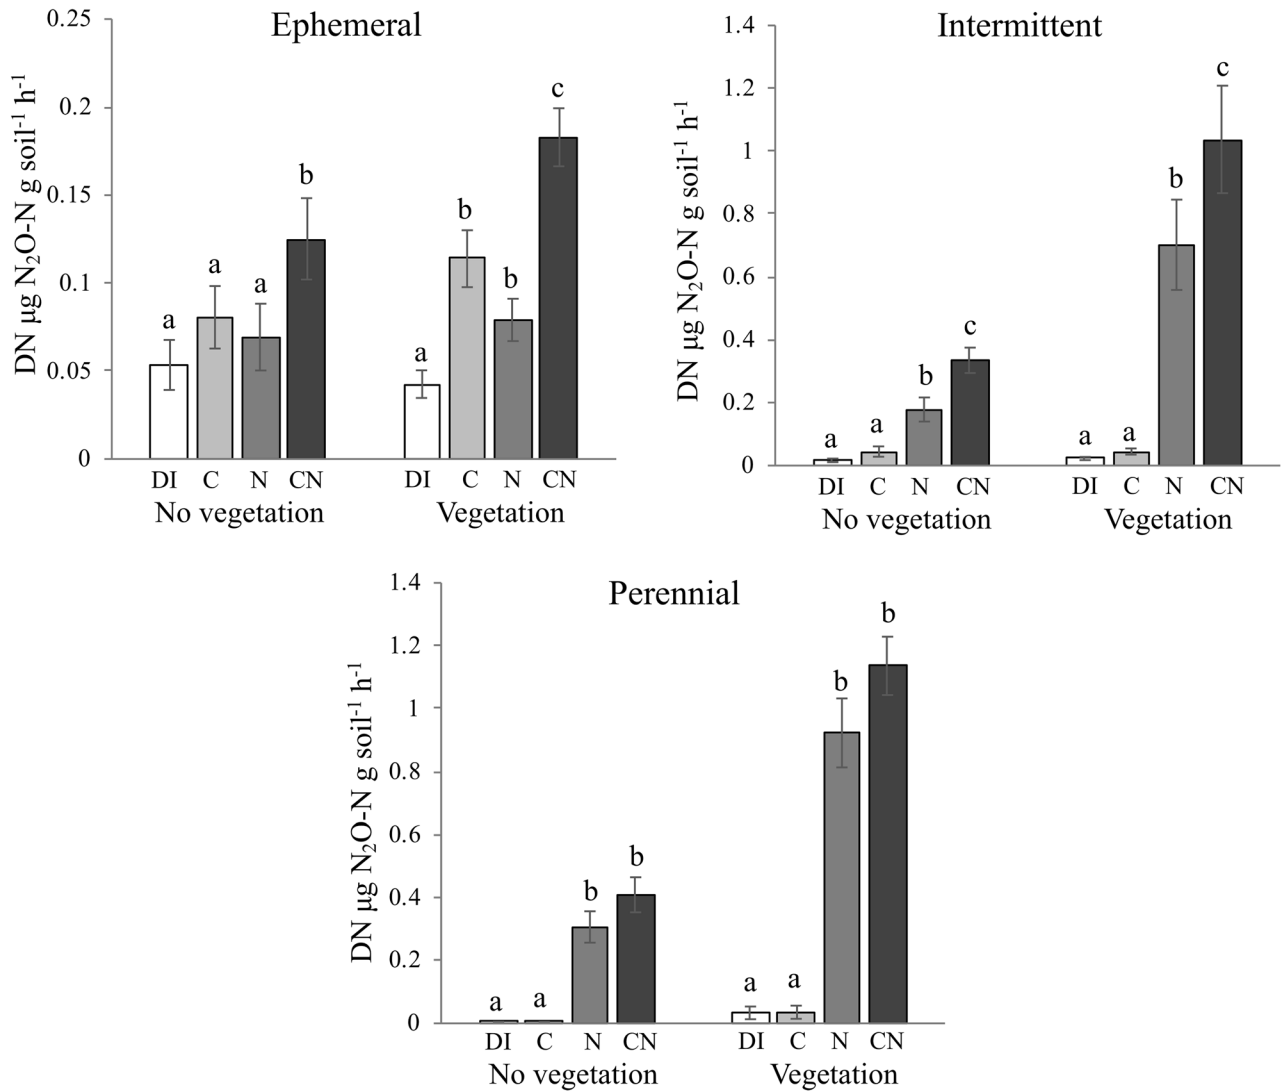 Ephemeral
DN µg N₂O-N g soil⁻¹ h⁻¹
0.25
0.2
0.15
0.1
0.05
0
a
a
a
b
a
b
b
c
DI C N CN DI C N CN
No vegetation Vegetation
Intermittent
DN µg N₂O-N g soil⁻¹ h⁻¹
1.4
1.2
1
0.8
0.6
0.4
0.2
0
a
a
b
c
a
a
b
c
DI C N CN DI C N CN
No vegetation Vegetation
Perennial
DN µg N₂O-N g soil⁻¹ h⁻¹
1.4
1.2
1
0.8
0.6
0.4
0.2
0
a
a
b
b
a
a
b
b
DI C N CN DI C N CN
No vegetation Vegetation